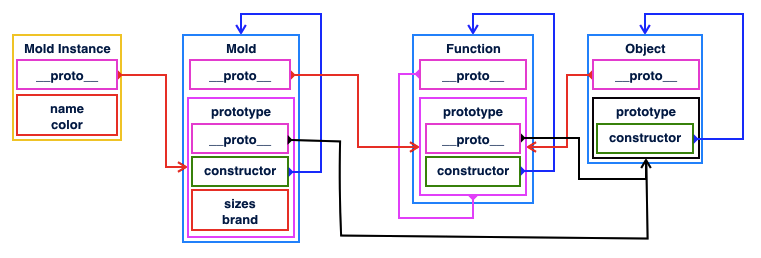 Mold Instance
__proto__
name
color
Mold
__proto__
prototype
__proto__
constructor
sizes
brand
Function
__proto__
prototype
__proto__
constructor
Object
__proto__
prototype
constructor